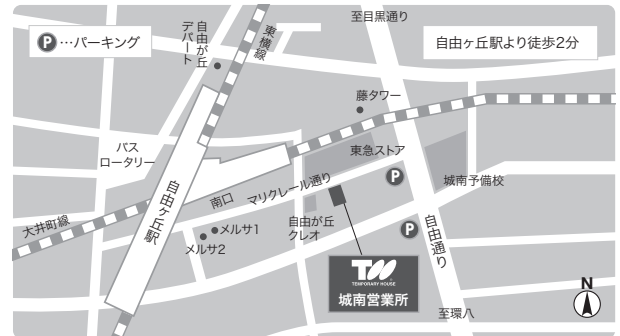 P…パーキング
自由が丘
デパート
東横線
至目黒通り
自由ヶ丘駅より徒歩2分
藤タワー
バス
ロータリー
東急ストア
P
城南予備校
南口
マリクレール通り
大井町線
自由ヶ丘駅
メルサ1
メルサ2
自由が丘
クレオ
P
自由通り
TW
TEMPORARY HOUSE
城南営業所
至環八
N